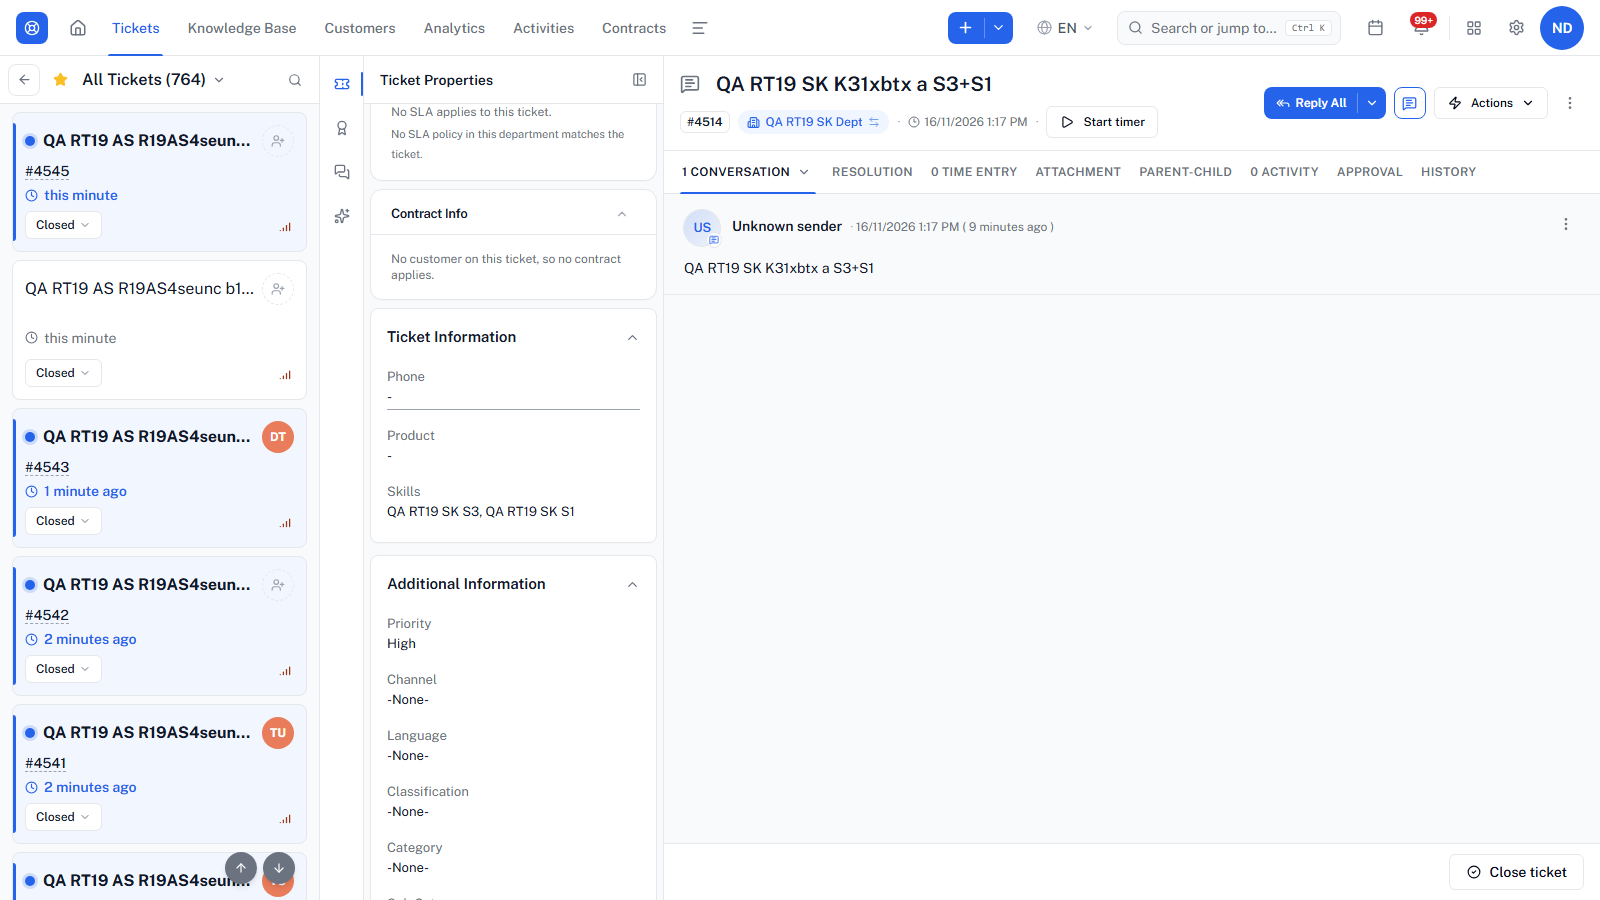 Tickets
Knowledge Base
Customers
Analytics
Activities
Contracts
EN
Search or jump to...
Ctrl K
99+
ND
All Tickets (764)
QA RT19 AS R19AS4seun...
#4545
this minute
Closed
QA RT19 AS R19AS4seunc b1...
this minute
Closed
QA RT19 AS R19AS4seun...
DT
#4543
1 minute ago
Closed
QA RT19 AS R19AS4seun...
#4542
2 minutes ago
Closed
QA RT19 AS R19AS4seun...
TU
#4541
2 minutes ago
Closed
QA RT19 AS R19AS4seun...
Ticket Properties
No SLA applies to this ticket.
No SLA policy in this department matches the
ticket.
Contract Info
No customer on this ticket, so no contract
applies.
Ticket Information
Phone
-
Product
-
Skills
QA RT19 SK S3, QA RT19 SK S1
Additional Information
Priority
High
Channel
-None-
Language
-None-
Classification
-None-
Category
-None-
QA RT19 SK K31xbtx a S3+S1
#4514
QA RT19 SK Dept
· 16/11/2026 1:17 PM ·
Start timer
Reply All
Actions
1 CONVERSATION
RESOLUTION
0 TIME ENTRY
ATTACHMENT
PARENT-CHILD
0 ACTIVITY
APPROVAL
HISTORY
US
Unknown sender · 16/11/2026 1:17 PM ( 9 minutes ago )
QA RT19 SK K31xbtx a S3+S1
Close ticket